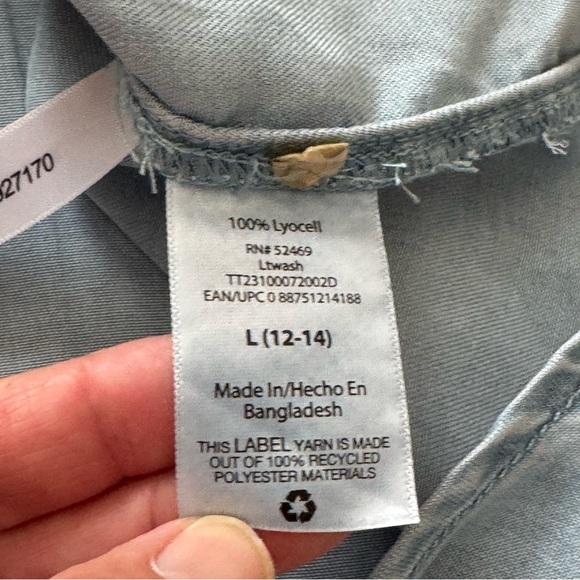 327170
100% Lyocell
RN# 52469
Ltwash
TT23100072002D
EAN/UPC 0 88751214188
L (12-14)
Made In/Hecho En
Bangladesh
THIS LABEL YARN IS MADE
OUT OF 100% RECYCLED
POLYESTER MATERIALS